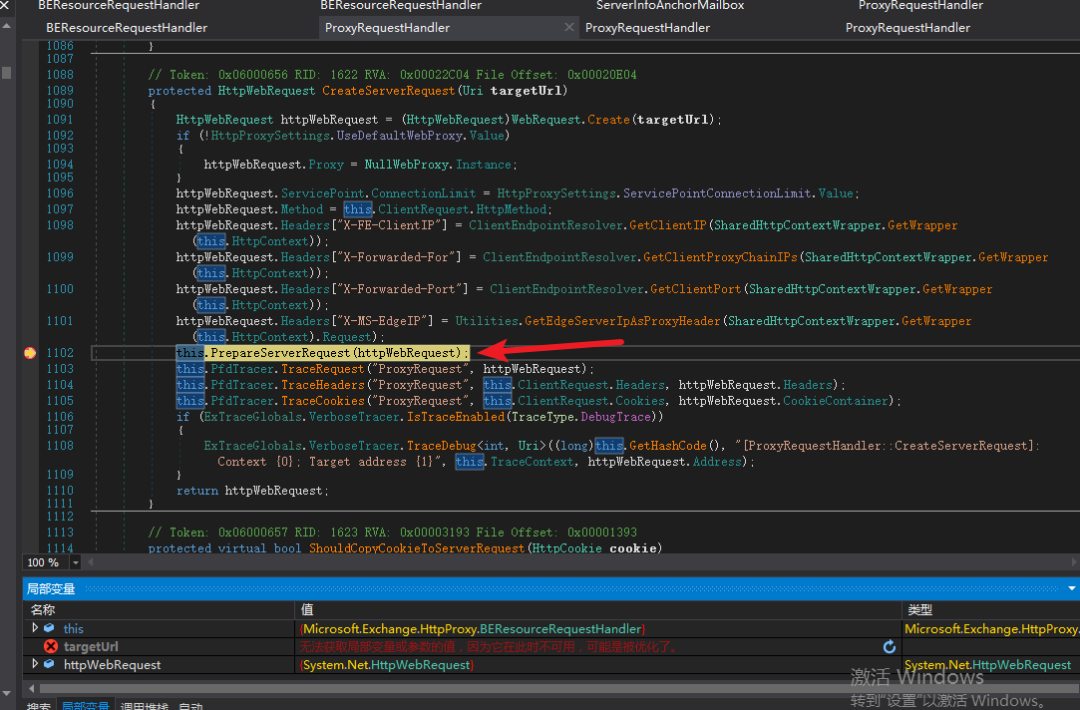 BEResourceRequestHandler BEResourceRequestHandler ServerInfoAnchorMailbox ProxyRequestHandler
BEResourceRequestHandler ProxyRequestHandler ProxyRequestHandler ProxyRequestHandler
1086 }
1087
1088 // Token: 0x06000656 RID: 1622 RVA: 0x00022C04 File Offset: 0x00020E04
1089 protected HttpWebRequest CreateServerRequest(Uri targetUrl)
1090 {
1091 HttpWebRequest httpWebRequest = (HttpWebRequest)WebRequest.Create(targetUrl);
1092 if (!HttpProxySettings.UseDefaultWebProxy.Value)
1093 {
1094 httpWebRequest.Proxy = NullWebProxy.Instance;
1095 }
1096 httpWebRequest.ServicePoint.ConnectionLimit = HttpProxySettings.ServicePointConnectionLimit.Value;
1097 httpWebRequest.Method = this.ClientRequest.HttpMethod;
1098 httpWebRequest.Headers["X-FE-ClientIP"] = ClientEndpointResolver.GetClientIP(SharedHttpContextWrapper.GetWrapper
(this.HttpContext));
1099 httpWebRequest.Headers["X-Forwarded-For"] = ClientEndpointResolver.GetClientProxyChainIPs(SharedHttpContextWrapper.GetWrapper
(this.HttpContext));
1100 httpWebRequest.Headers["X-Forwarded-Port"] = ClientEndpointResolver.GetClientPort(SharedHttpContextWrapper.GetWrapper
(this.HttpContext));
1101 httpWebRequest.Headers["X-MS-EdgeIP"] = Utilities.GetEdgeServerIpAsProxyHeader(SharedHttpContextWrapper.GetWrapper
(this.HttpContext).Request);
1102 this.PrepareServerRequest(httpWebRequest);
1103 this.PfdTracer.TraceRequest("ProxyRequest", httpWebRequest);
1104 this.PfdTracer.TraceHeaders("ProxyRequest", this.ClientRequest.Headers, httpWebRequest.Headers);
1105 this.PfdTracer.TraceCookies("ProxyRequest", this.ClientRequest.Cookies, httpWebRequest.CookieContainer);
1106 if (ExTraceGlobals.VerboseTracer.IsTraceEnabled(TraceType.DebugTrace))
1107 {
1108 ExTraceGlobals.VerboseTracer.TraceDebug<int, Uri>((long)this.GetHashCode(), "[ProxyRequestHandler::CreateServerRequest]:
Context {0}; Target address {1}", this.TraceContext, httpWebRequest.Address);
1109 }
1110 return httpWebRequest;
1111 }
1112
1113 // Token: 0x06000657 RID: 1623 RVA: 0x00003193 File Offset: 0x00001393
1114 protected virtual bool ShouldCopyCookieToServerRequest(HttpCookie cookie)
100 %
局部变量
名称 值 类型
this {Microsoft.Exchange.HttpProxy.BEResourceRequestHandler} Microsoft.Exchange.HttpProxy.
targetUrl 无法获取局部变量或参数的值，因为它在此时不可用，可能是被优化了。
httpWebRequest {System.Net.HttpWebRequest} System.Net.HttpWebRequest
激活 Windows
转到"设置"以激活 Windows。
搜索 局部变量 调用堆栈 自动